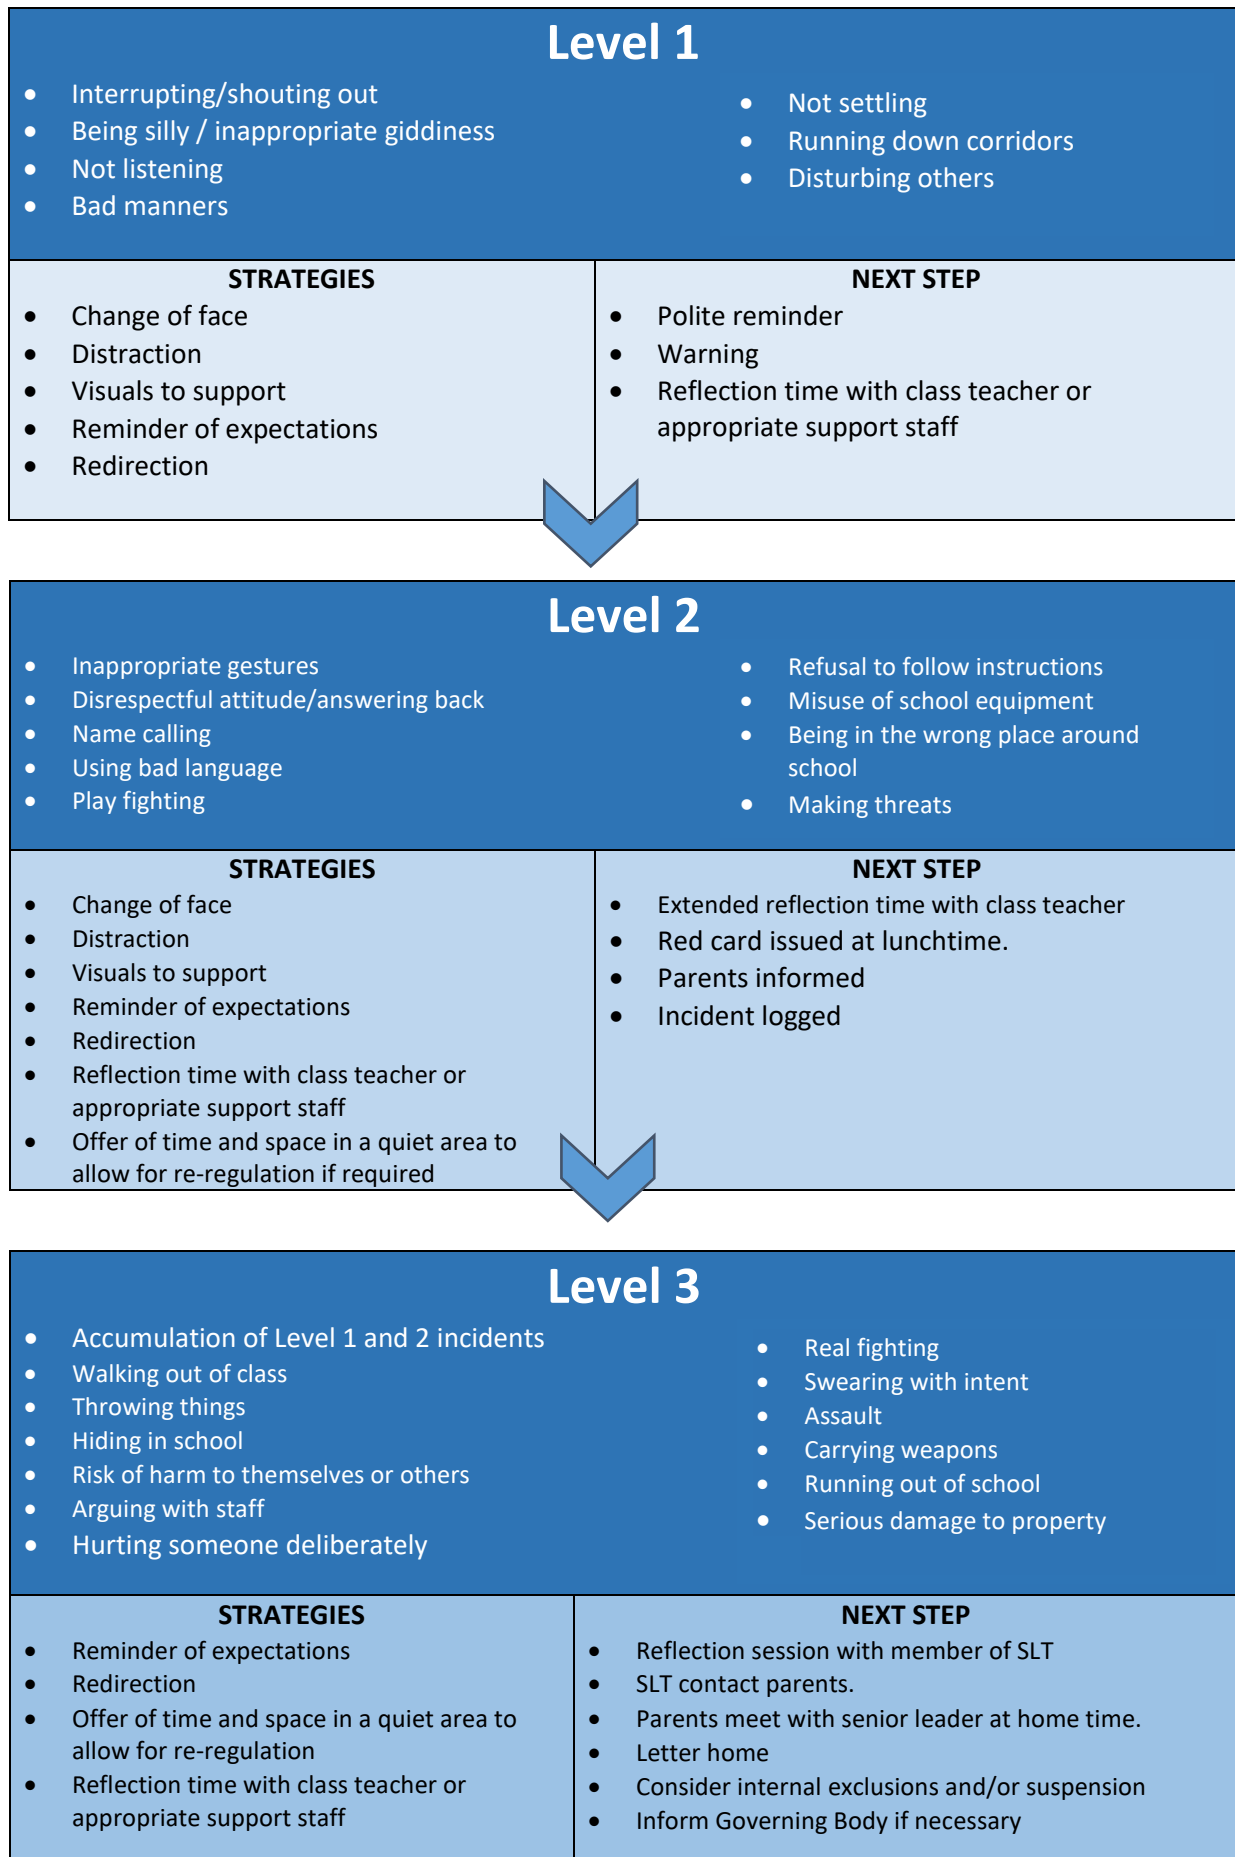 Level 1
• Interrupting/shouting out
• Being silly / inappropriate giddiness
• Not listening
• Bad manners
• Not settling
• Running down corridors
• Disturbing others
STRATEGIES
• Change of face
• Distraction
• Visuals to support
• Reminder of expectations
• Redirection
NEXT STEP
• Polite reminder
• Warning
• Reflection time with class teacher or
appropriate support staff
Level 2
• Inappropriate gestures
• Disrespectful attitude/answering back
• Name calling
• Using bad language
• Play fighting
• Refusal to follow instructions
• Misuse of school equipment
• Being in the wrong place around
school
• Making threats
STRATEGIES
• Change of face
• Distraction
• Visuals to support
• Reminder of expectations
• Redirection
• Reflection time with class teacher or
appropriate support staff
• Offer of time and space in a quiet area to
allow for re-regulation if required
NEXT STEP
• Extended reflection time with class teacher
• Red card issued at lunchtime.
• Parents informed
• Incident logged
Level 3
• Accumulation of Level 1 and 2 incidents
• Walking out of class
• Throwing things
• Hiding in school
• Risk of harm to themselves or others
• Arguing with staff
• Hurting someone deliberately
• Real fighting
• Swearing with intent
• Assault
• Carrying weapons
• Running out of school
• Serious damage to property
STRATEGIES
• Reminder of expectations
• Redirection
• Offer of time and space in a quiet area to
allow for re-regulation
• Reflection time with class teacher or
appropriate support staff
NEXT STEP
• Reflection session with member of SLT
• SLT contact parents.
• Parents meet with senior leader at home time.
• Letter home
• Consider internal exclusions and/or suspension
• Inform Governing Body if necessary